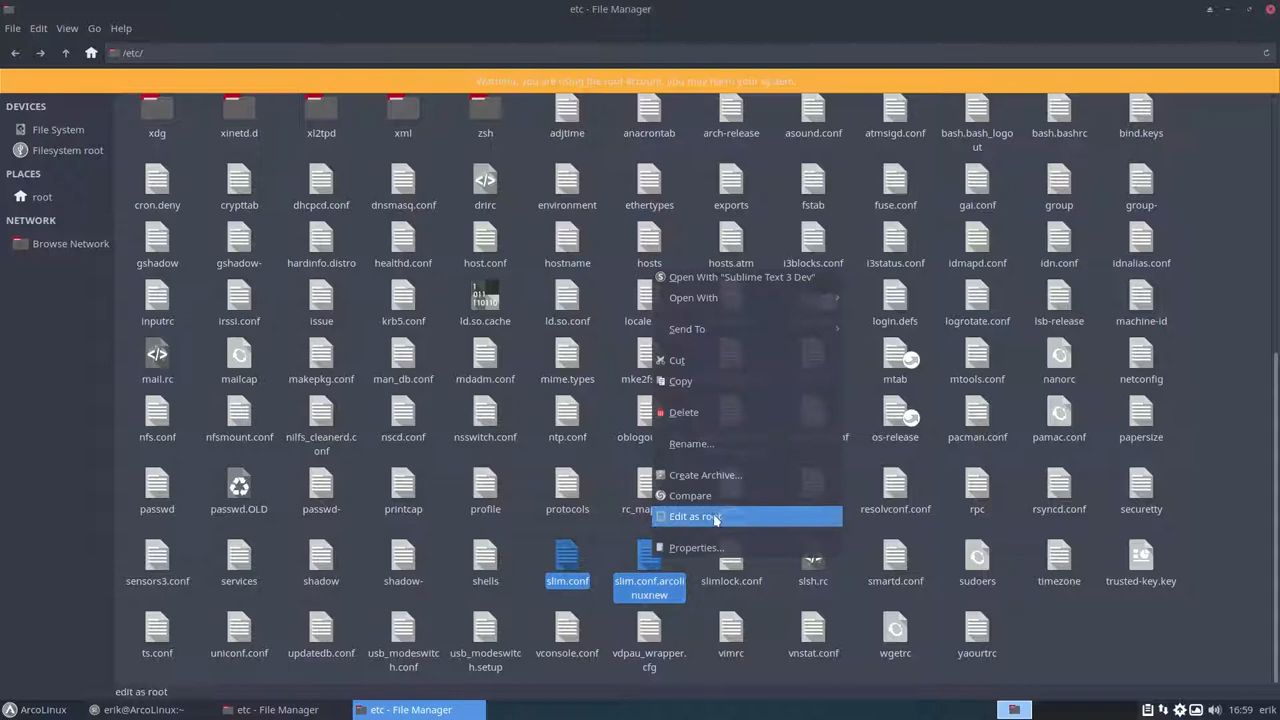 etc - File Manager
File Edit View Go Help
/etc/
Warning, you are using the root account, you may harm your system.
DEVICES
File System
Filesystem root
PLACES
root
NETWORK
Browse Network
xdg xinetd.d xl2tpd xml zsh adjtime anacrontab arch-release asound.conf atmsigd.conf bash.bash_logo bash.bashrc bind.keys
ut
cron.deny crypttab dhcpcd.conf dnsmasq.conf drirc environment ethertypes exports fstab fuse.conf gai.conf group group-
gshadow gshadow- hardinfo.distro healthd.conf host.conf hostname hosts hosts.atm i3blocks.conf i3status.conf idmapd.conf idn.conf idnalias.conf
inputrc irssi.conf issue krb5.conf ld.so.cache ld.so.conf locale login.defs logrotate.conf lsb-release machine-id
mail.rc mailcap makepkg.conf man_db.conf mdadm.conf mime.types mke2fs mtab mtools.conf nanorc netconfig
nfs.conf nfsmount.conf nilfs_cleanerd.c nscd.conf nsswitch.conf ntp.conf oblogou nf os-release pacman.conf pamac.conf papersize
onf
passwd passwd.OLD passwd- printcap profile protocols rc_ma resolvconf.conf rpc rsyncd.conf securetty
sensors3.conf services shadow shadow- shells slim.conf slim.conf.arcoli slimlock.conf slsh.rc smartd.conf sudoers timezone trusted-key.key
nuxnew
ts.conf uniconf.conf updatedb.conf usb_modeswitc usb_modeswitc vconsole.conf vdpau_wrapper. vimrc vnstat.conf wgetrc yaourtrc
h.conf h.setup cfg
Open With "Sublime Text 3 Dev"
Open With
Send To
Cut
Copy
Delete
Rename...
Create Archive...
Compare
Edit as root
Properties...
edit as root
ArcoLinux erik@ArcoLinux:~ etc - File Manager etc - File Manager 16:59 erik